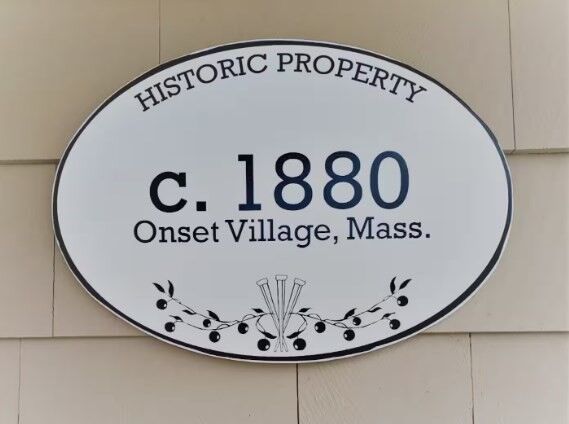 HISTORIC PROPERTY
c. 1880
Onset Village, Mass.